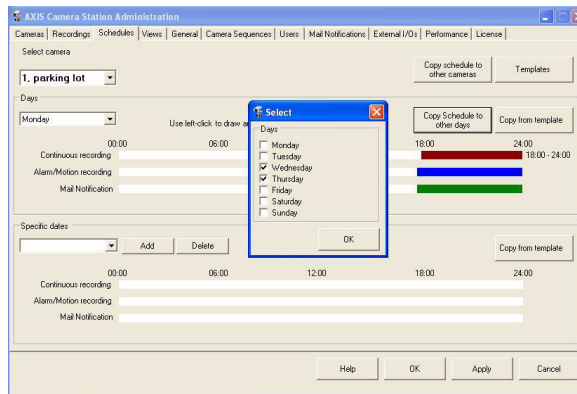 AXIS Camera Station Administration
Cameras Recordings Schedules Views General Camera Sequences Users Mail Notifications External I/Os Performance License
Select camera
1, parking lot
Copy schedule to other cameras
Templates
Days
Monday
Use left-click to draw
Copy Schedule to other days
Copy from template
00:00 06:00 18:00 24:00
Continuous recording 18:00 - 24:00
Alarm/Motion recording
Mail Notification
Select
Days
Monday
Tuesday
Wednesday
Thursday
Friday
Saturday
Sunday
OK
Specific dates
Add Delete
Copy from template
00:00 06:00 12:00 18:00 24:00
Continuous recording
Alarm/Motion recording
Mail Notification
Help OK Apply Cancel